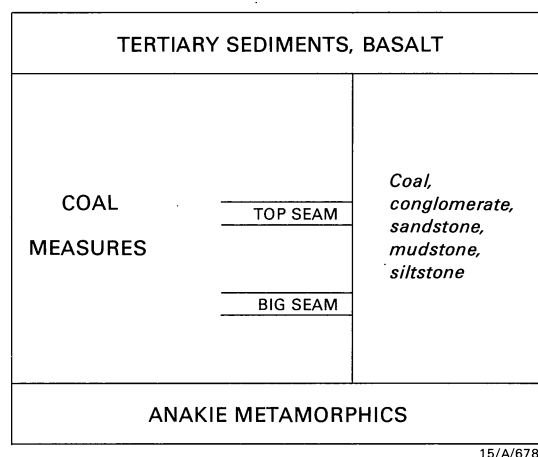 TERTIARY SEDIMENTS, BASALT
COAL
MEASURES
TOP SEAM
BIG SEAM
Coal,
conglomerate,
sandstone,
mudstone,
siltstone
ANAKIE METAMORPHICS
15/A/678